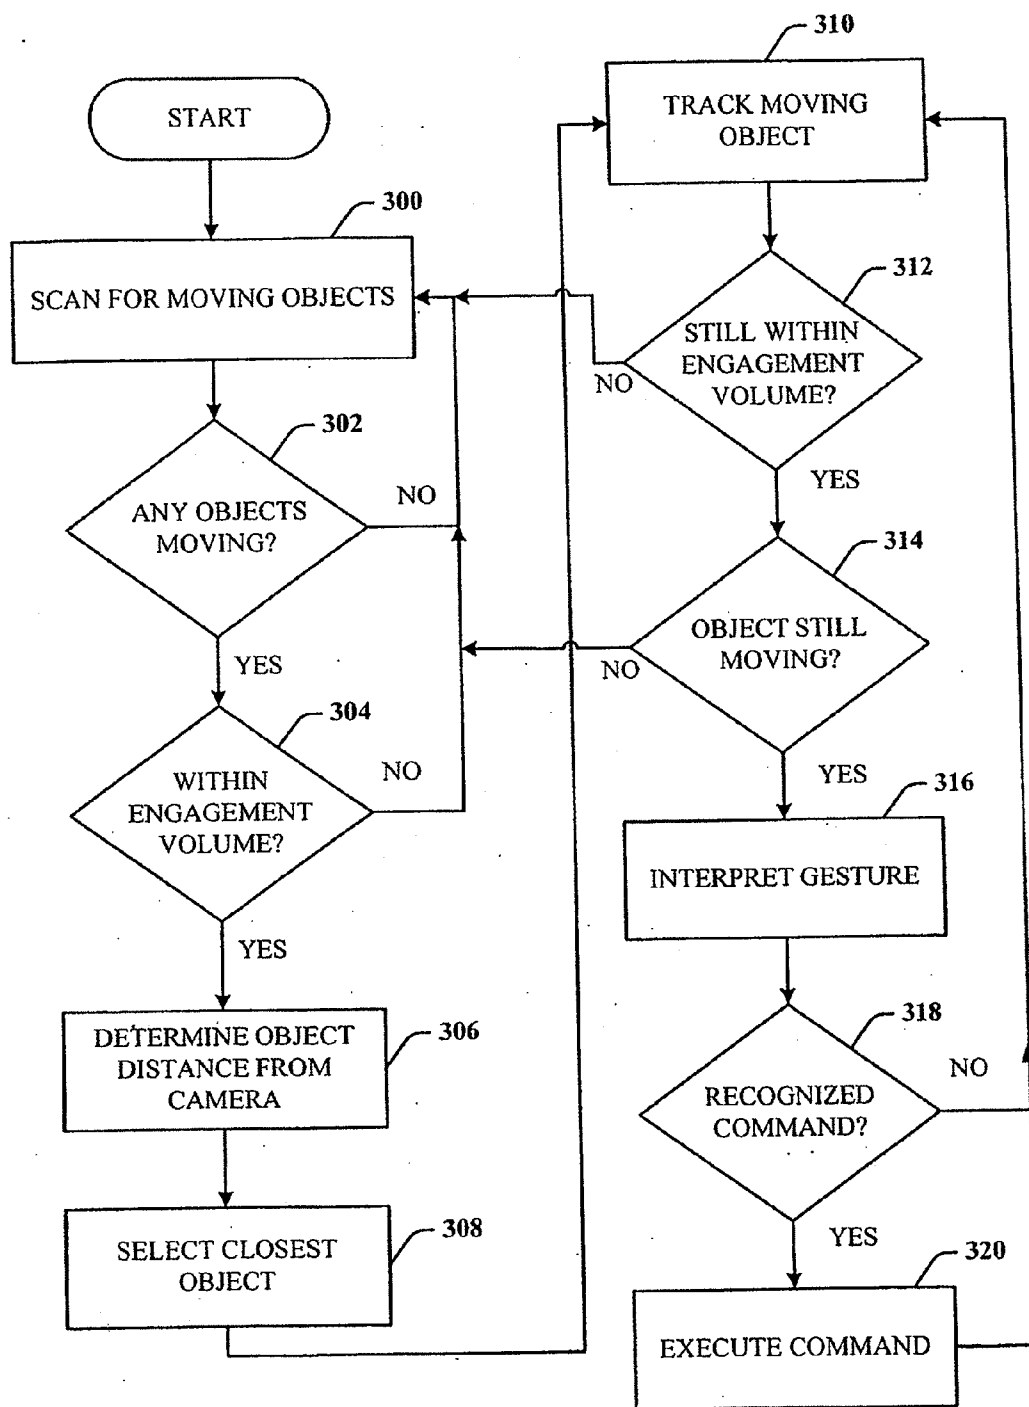 START
300
SCAN FOR MOVING OBJECTS
302
ANY OBJECTS
MOVING?
NO
YES
304
WITHIN
ENGAGEMENT
VOLUME?
NO
YES
DETERMINE OBJECT
DISTANCE FROM
CAMERA
306
SELECT CLOSEST
OBJECT
308
310
TRACK MOVING
OBJECT
312
STILL WITHIN
ENGAGEMENT
VOLUME?
NO
YES
314
OBJECT STILL
MOVING?
NO
YES
316
INTERPRET GESTURE
318
RECOGNIZED
COMMAND?
NO
YES
320
EXECUTE COMMAND